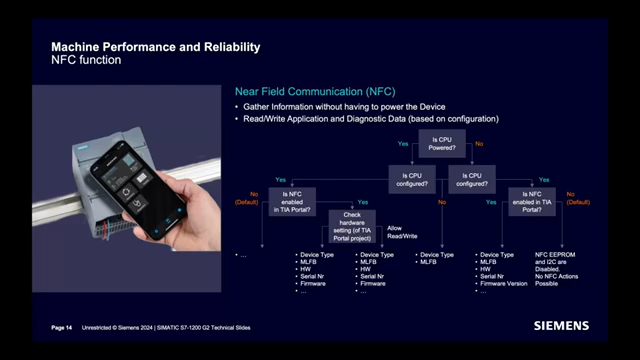 Machine Performance and Reliability
NFC function
Near Field Communication (NFC)
• Gather Information without having to power the Device
• Read/Write Application and Diagnostic Data (based on configuration)
Is CPU
Powered?
Yes
No
Is CPU
configured?
Is CPU
configured?
Yes
Yes
No
(Default)
Is NFC
enabled
in TIA Portal?
Is NFC
enabled in TIA
Portal?
No
(Default)
Yes
No
Yes
Check
hardware
setting (of TIA
Portal project)
Allow
Read/Write
• ...
• Device Type
• MLFB
• HW
• Serial Nr
• Firmware
• ...
• Device Type
• MLFB
• HW
• Serial Nr
• Firmware
• ...
• Device Type
• MLFB
• Device Type
• MLFB
• HW
• Serial Nr
• Firmware Version
• ...
NFC EEPROM
and I2C are
Disabled.
No NFC Actions
Possible
Page 14
Unrestricted © Siemens 2024 | SIMATIC S7-1200 G2 Technical Slides
SIEMENS